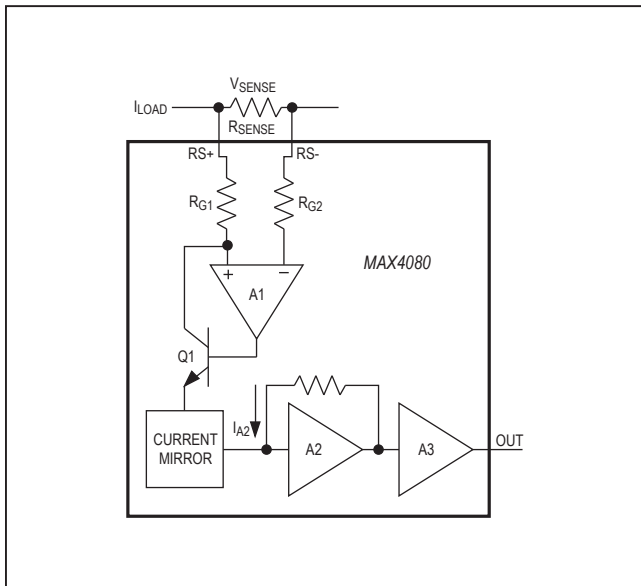 VSENSE
ILOAD
RSENSE
RS+
RS-
RG1
RG2
+
−
MAX4080
A1
Q1
IA2
CURRENT
MIRROR
A2
A3
OUT